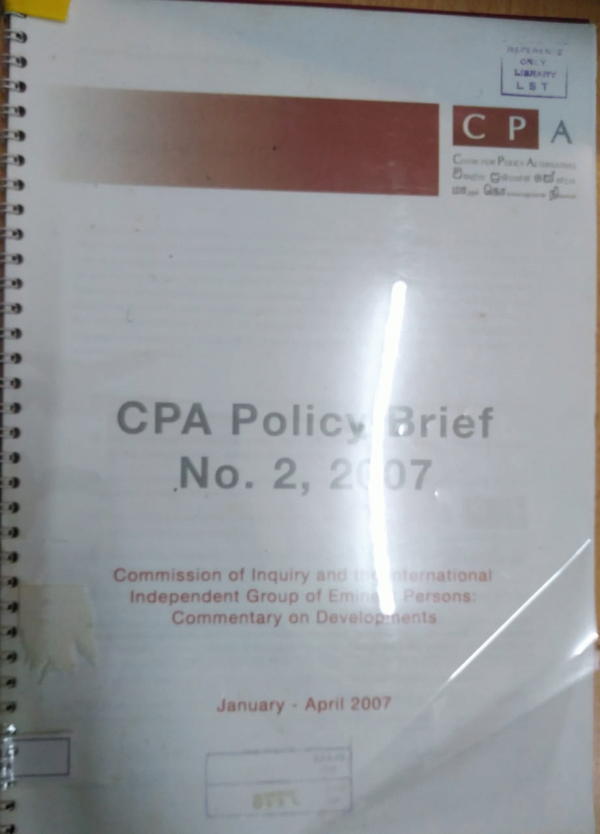 REFERENCE
ONLY
LIBRARY
LST
CPA
CENTRE FOR POLICY ALTERNATIVES
CPA Policy Brief
No. 2, 2007
Commission of Inquiry and the International
Independent Group of Eminent Persons:
Commentary on Developments
January - April 2007